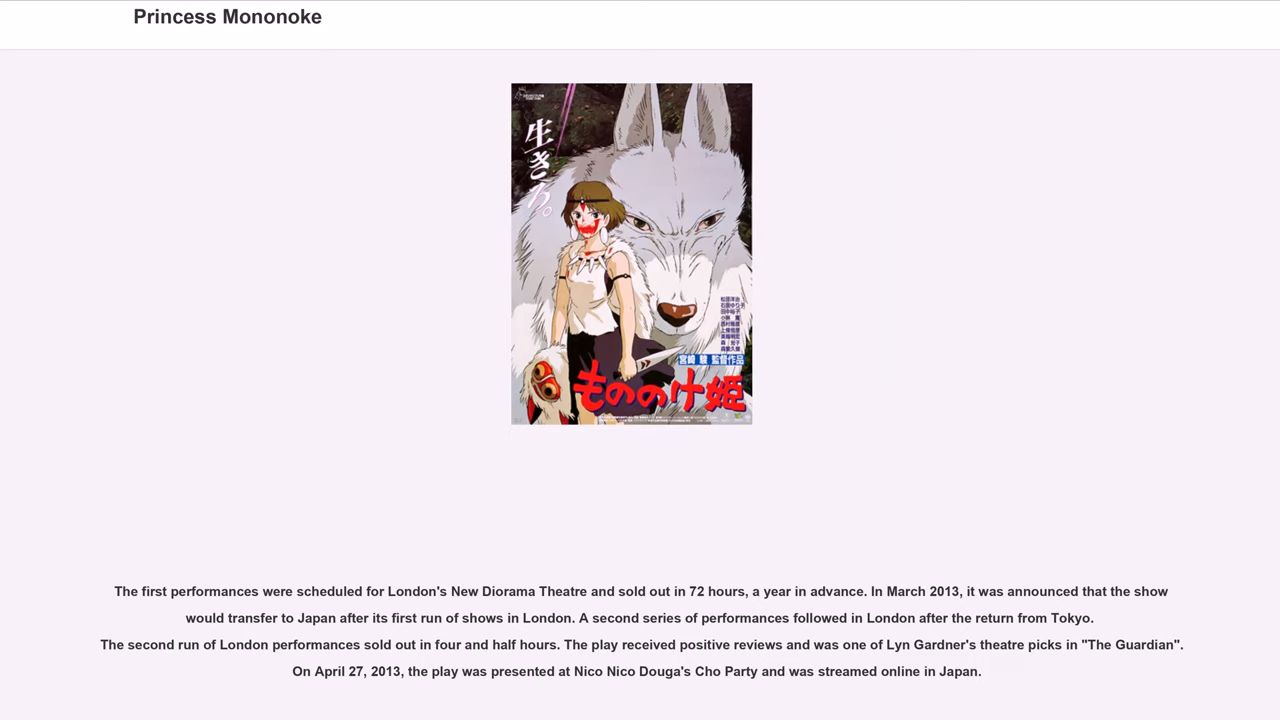 Princess Mononoke
生きろ。
宮崎 駿 監督作品
もののけ姫
The first performances were scheduled for London's New Diorama Theatre and sold out in 72 hours, a year in advance. In March 2013, it was announced that the show
would transfer to Japan after its first run of shows in London. A second series of performances followed in London after the return from Tokyo.
The second run of London performances sold out in four and half hours. The play received positive reviews and was one of Lyn Gardner's theatre picks in "The Guardian".
On April 27, 2013, the play was presented at Nico Nico Douga's Cho Party and was streamed online in Japan.